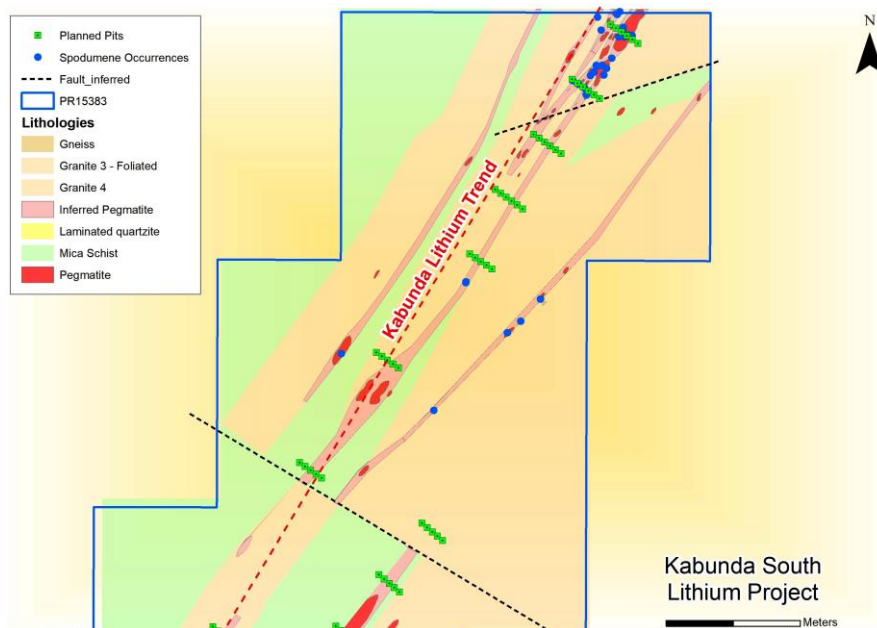 Planned Pits
Spodumene Occurrences
Fault_inferred
PR15383
Lithologies
Gneiss
Granite 3 - Foliated
Granite 4
Inferred Pegmatite
Laminated quartzite
Mica Schist
Pegmatite
N
Kabunda Lithium Trend
Kabunda South
Lithium Project
Meters